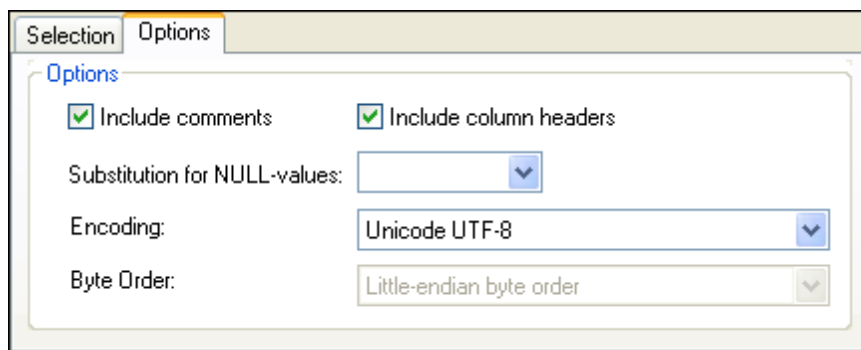 Selection Options
Options
Include comments Include column headers
Substitution for NULL-values:
Encoding: Unicode UTF-8
Byte Order: Little-endian byte order